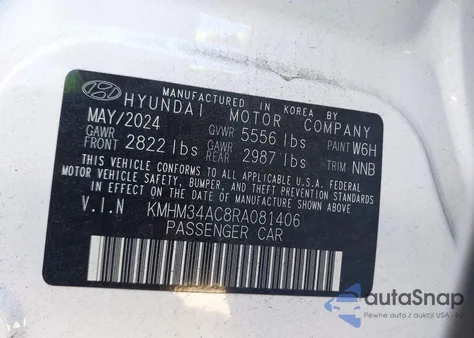 MANUFACTURED IN KOREA BY
HYUNDAI MOTOR COMPANY
MAY/2024 GVWR 5556 lbs PAINT W6H
GAWR FRONT 2822 lbs GAWR REAR 2987 lbs TRIM NNB
THIS VEHICLE CONFORMS TO ALL APPLICABLE U.S.A. FEDERAL
MOTOR VEHICLE SAFETY, BUMPER, AND THEFT PREVENTION STANDARDS
IN EFFECT ON THE DATE OF MANUFACTURE SHOWN ABOVE.
V.I.N KMHM34AC8RA081406
PASSENGER CAR
autoSnap
Pewne auta z aukcji USA i EU